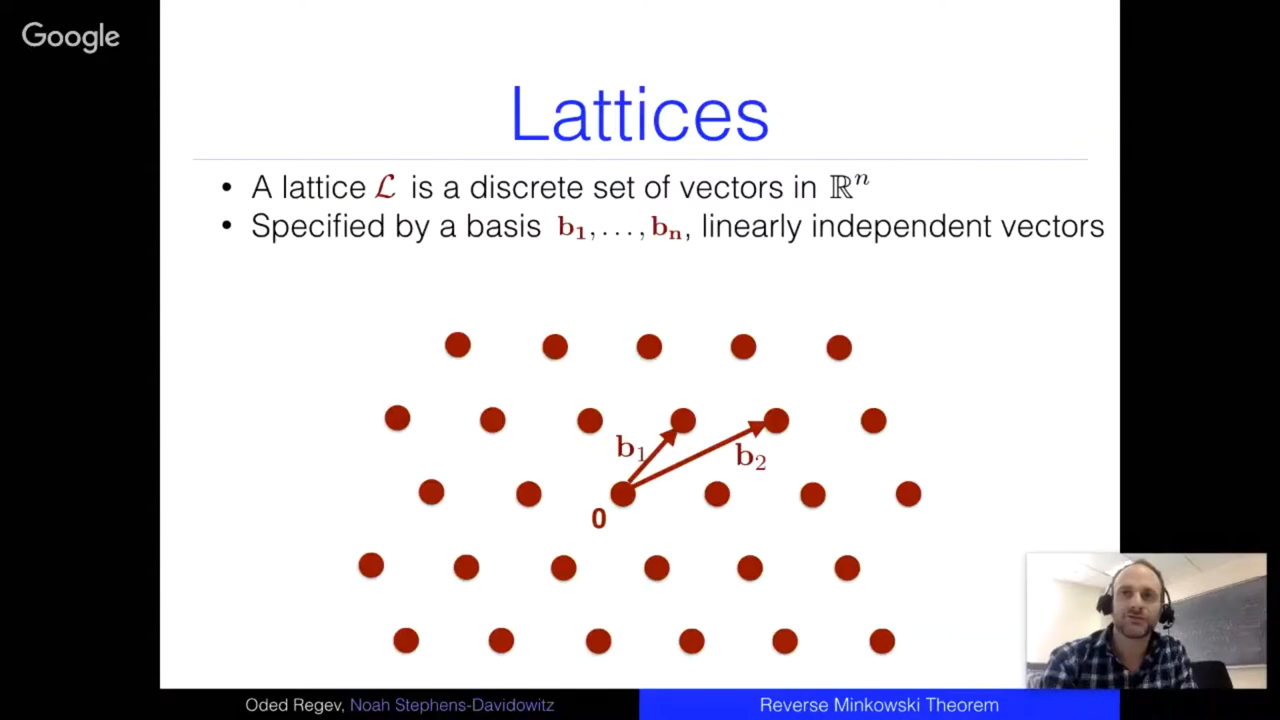 Google
Lattices
• A lattice ℒ is a discrete set of vectors in ℝⁿ
• Specified by a basis b₁, . . . , bₙ, linearly independent vectors
b₁
b₂
0
Oded Regev, Noah Stephens-Davidowitz
Reverse Minkowski Theorem